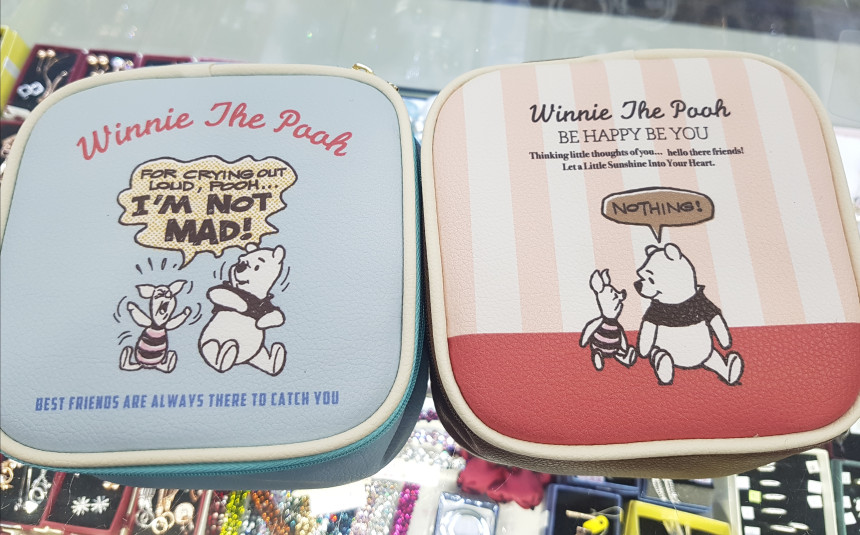 Winnie The Pooh
FOR CRYING OUT
LOUD, POOH...
I'M NOT
MAD!
BEST FRIENDS ARE ALWAYS THERE TO CATCH YOU
Winnie The Pooh
BE HAPPY BE YOU
Thinking little thoughts of you... hello there friends!
Let a Little Sunshine Into Your Heart.
NOTHING!